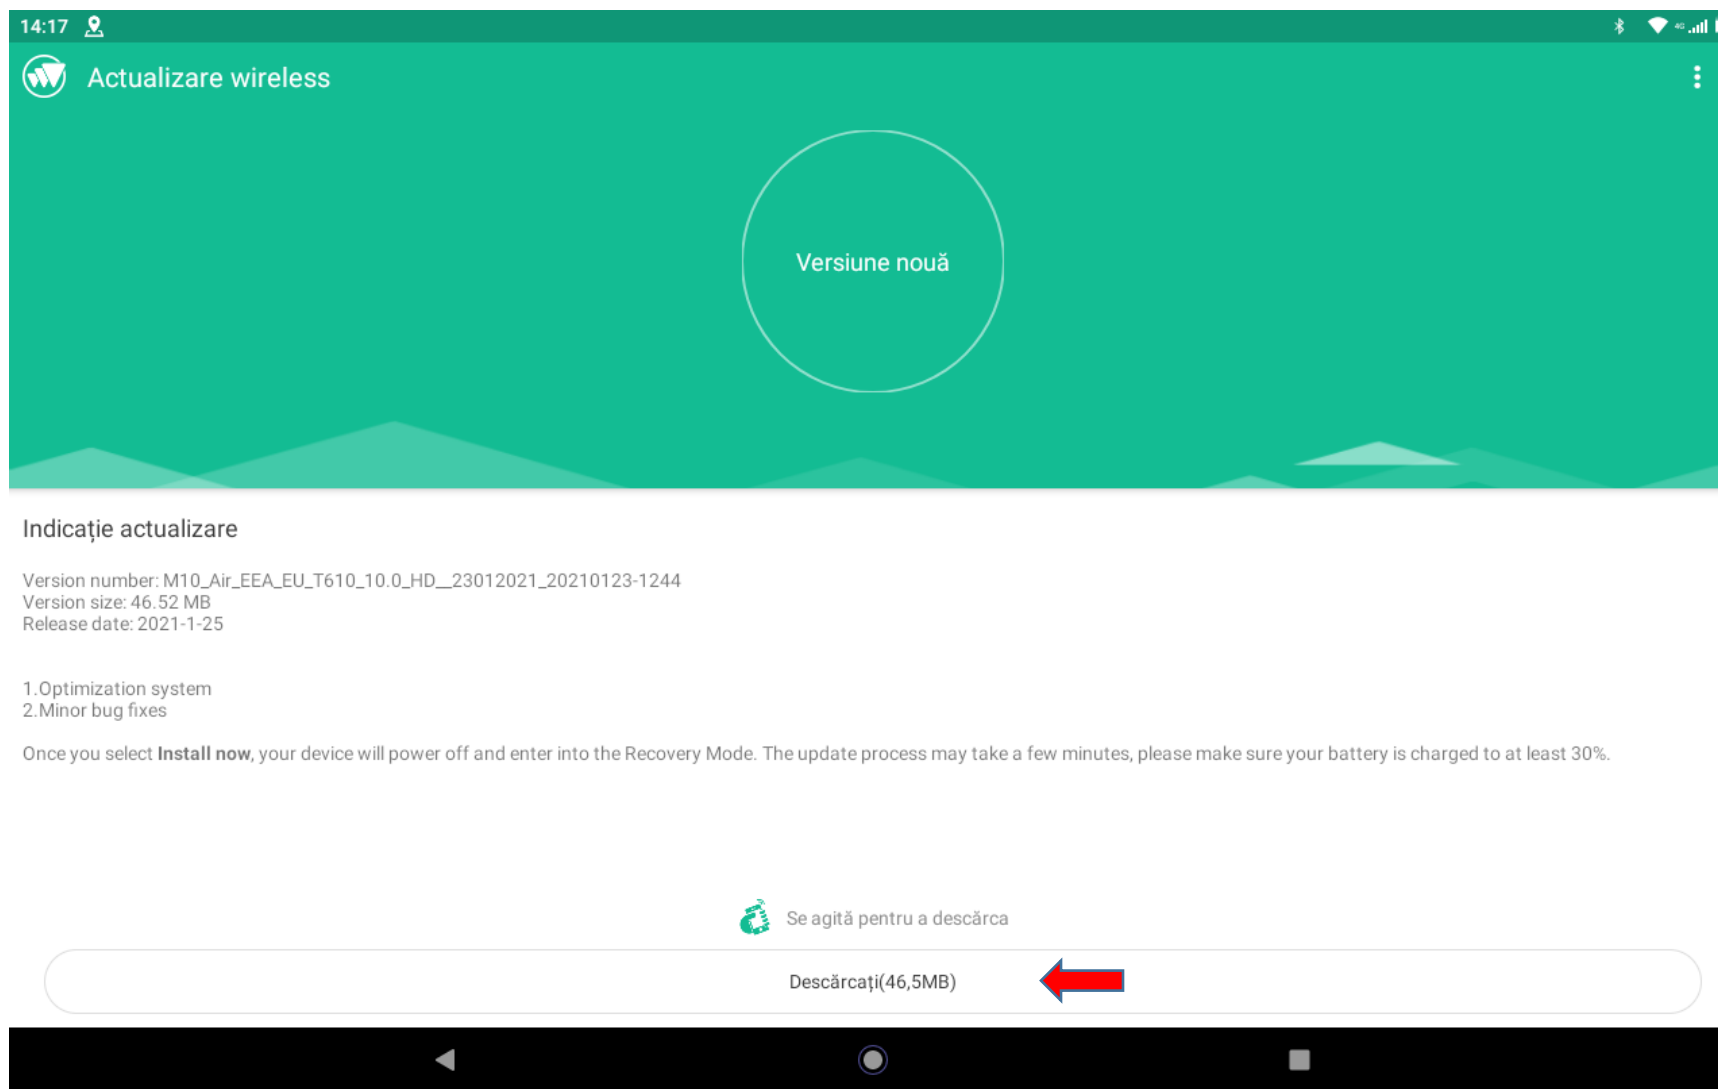 14:17
4G
Actualizare wireless
Versiune nouă
Indicație actualizare
Version number: M10_Air_EEA_EU_T610_10.0_HD__23012021_20210123-1244
Version size: 46.52 MB
Release date: 2021-1-25
1.Optimization system
2.Minor bug fixes
Once you select Install now, your device will power off and enter into the Recovery Mode. The update process may take a few minutes, please make sure your battery is charged to at least 30%.
Se agită pentru a descărca
Descărcați(46,5MB)